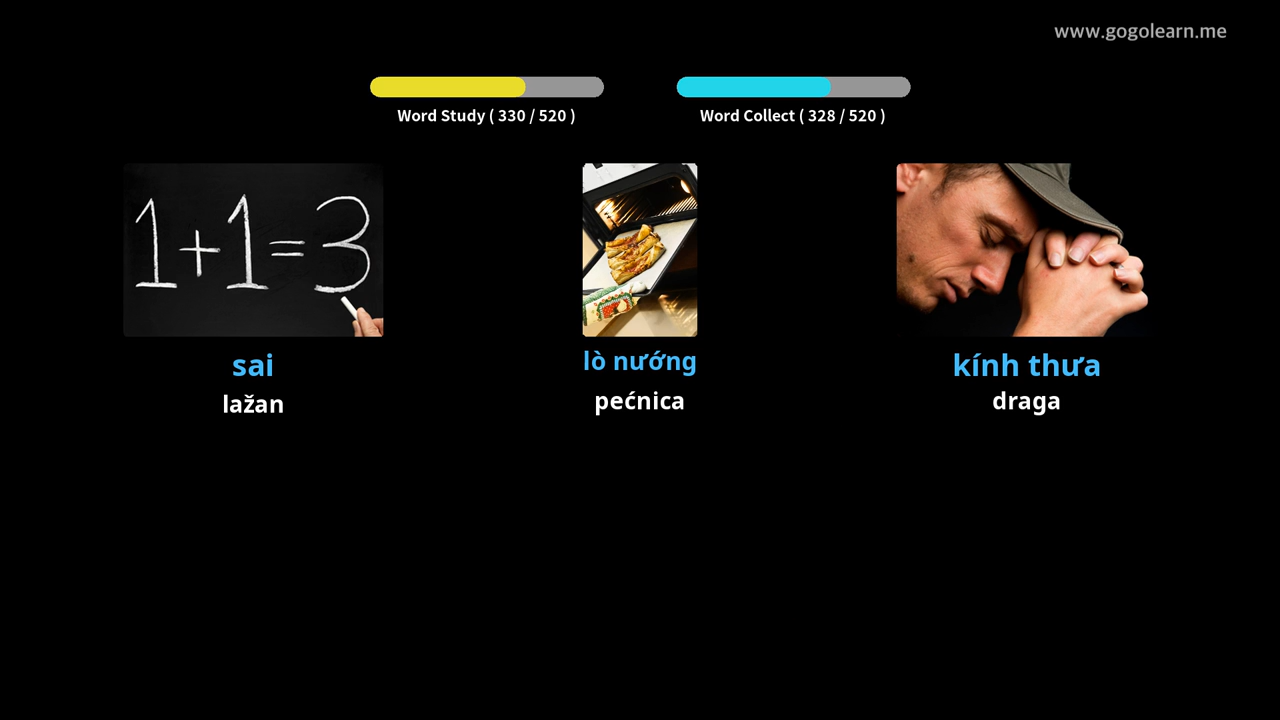 www.gogolearn.me
Word Study ( 330 / 520 )
Word Collect ( 328 / 520 )
1+1=3
sai
lò nướng
kính thưa
lažan
pećnica
draga